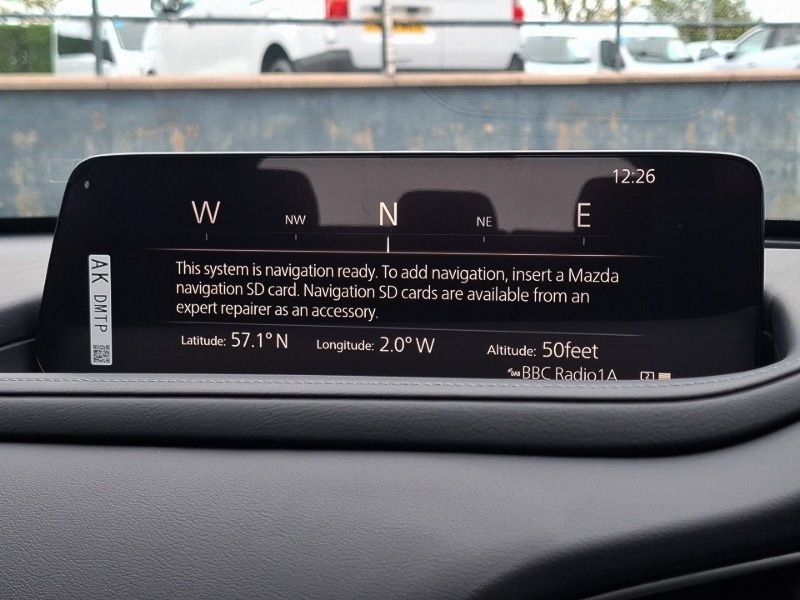 12:26
W NW N NE E
This system is navigation ready. To add navigation, insert a Mazda
navigation SD card. Navigation SD cards are available from an
expert repairer as an accessory.
Latitude: 57.1° N Longitude: 2.0° W Altitude: 50feet
DAB BBC Radio1A
AK DMTP